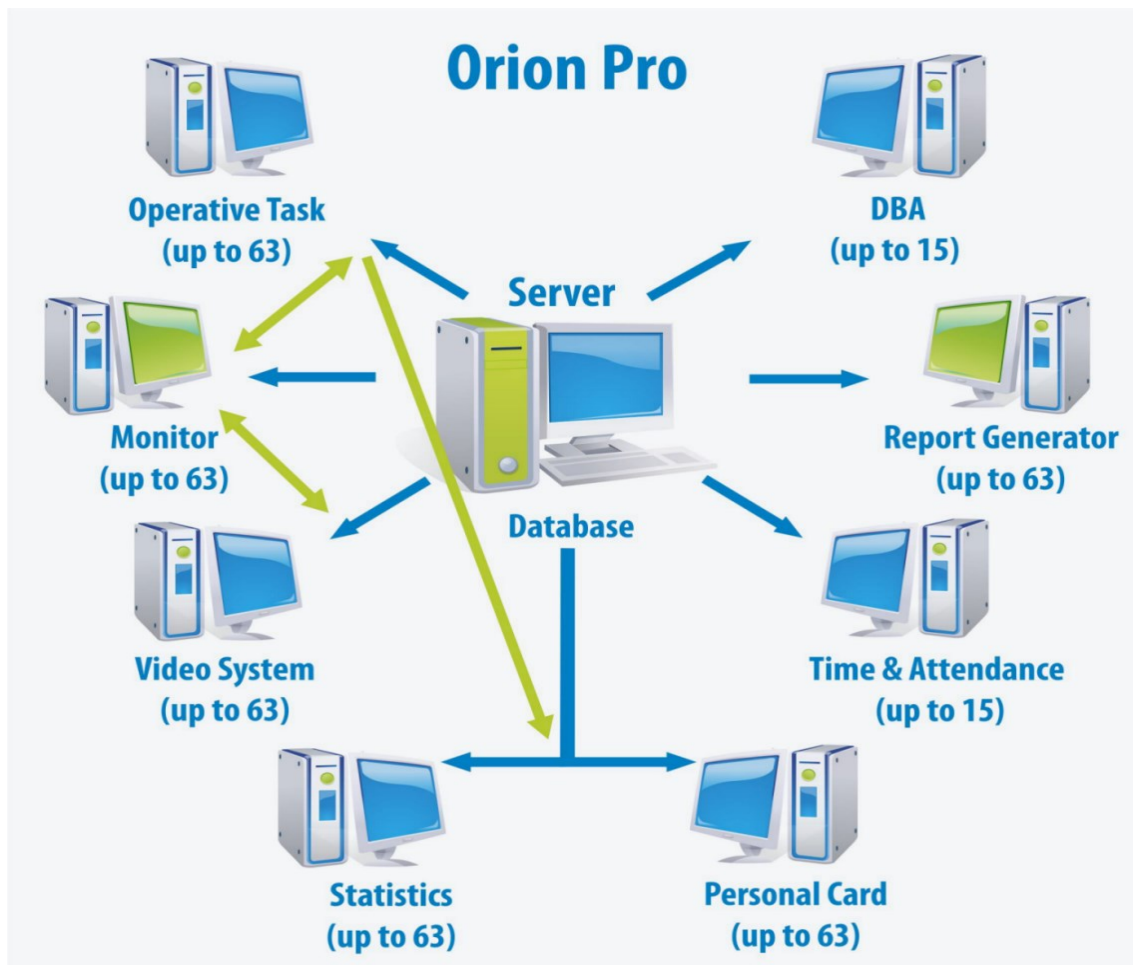 Orion Pro
Operative Task
(up to 63)
DBA
(up to 15)
Server
Monitor
(up to 63)
Report Generator
(up to 63)
Database
Video System
(up to 63)
Time & Attendance
(up to 15)
Statistics
(up to 63)
Personal Card
(up to 63)